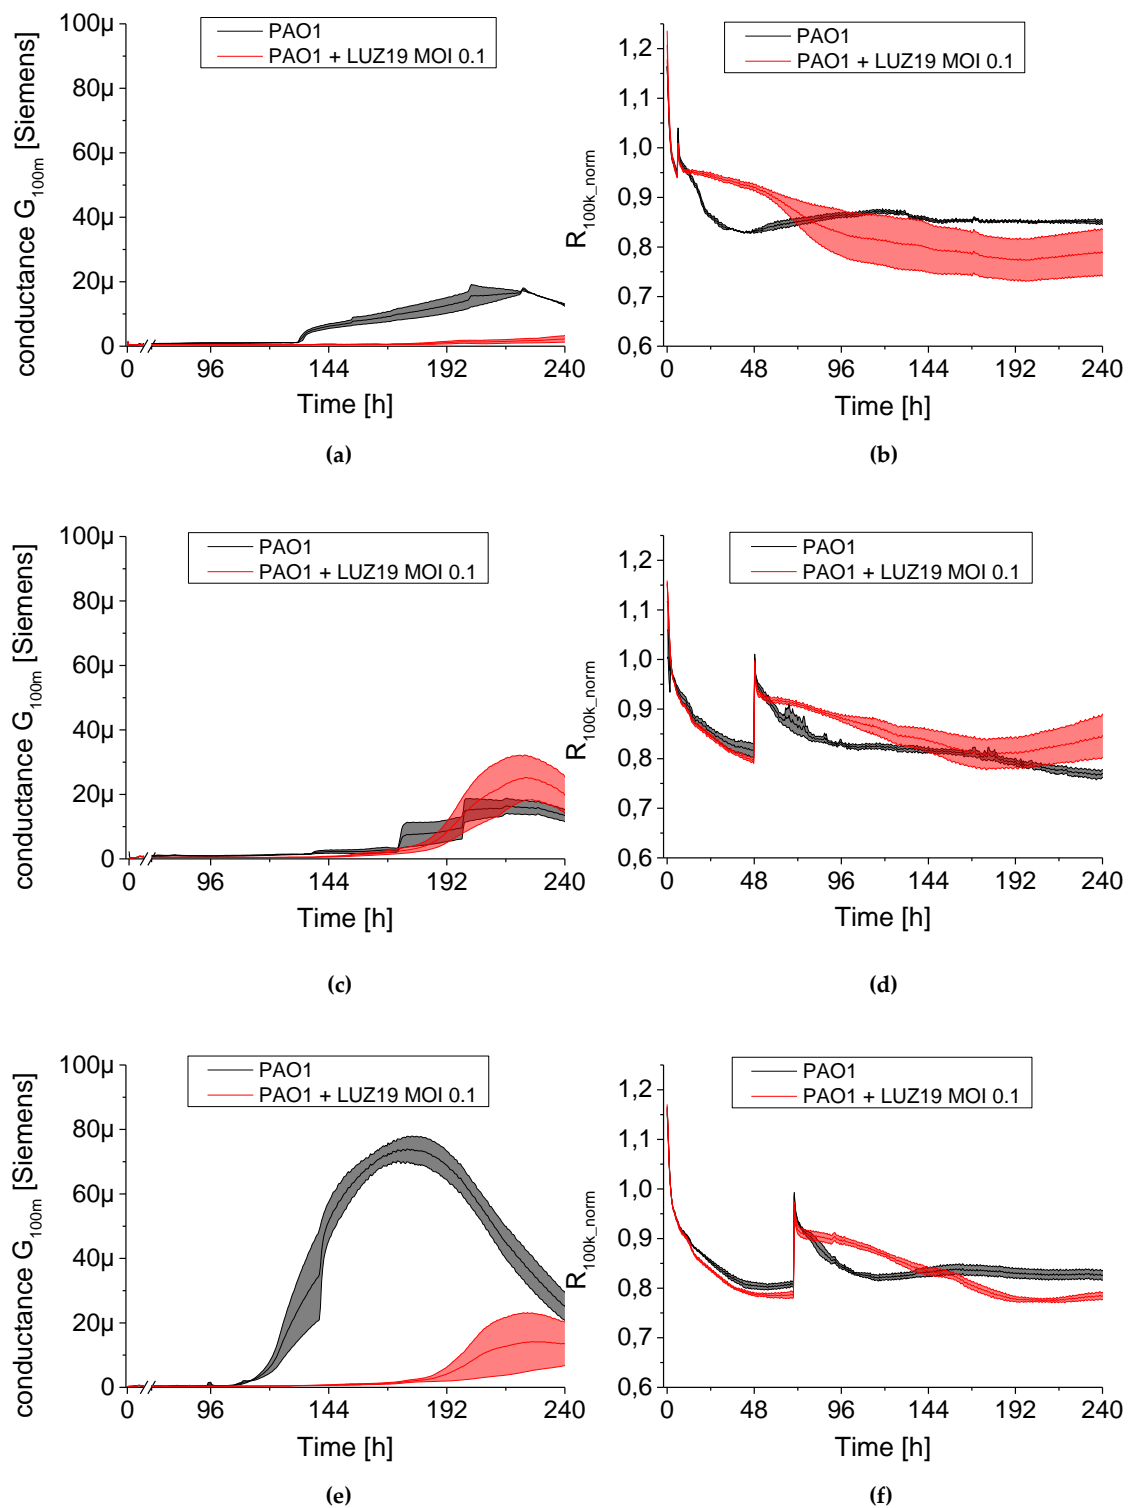 100µ
80µ
60µ
40µ
20µ
0
conductance G100m [Siemens]
PAO1
PAO1 + LUZ19 MOI 0.1
0 96 144 192 240
Time [h]
(a)
1,2
1,1
1,0
0,9
0,8
0,7
0,6
R100k_norm
PAO1
PAO1 + LUZ19 MOI 0.1
0 48 96 144 192 240
Time [h]
(b)
100µ
80µ
60µ
40µ
20µ
0
conductance G100m [Siemens]
PAO1
PAO1 + LUZ19 MOI 0.1
0 96 144 192 240
Time [h]
(c)
1,2
1,1
1,0
0,9
0,8
0,7
0,6
R100k_norm
PAO1
PAO1 + LUZ19 MOI 0.1
0 48 96 144 192 240
Time [h]
(d)
100µ
80µ
60µ
40µ
20µ
0
conductance G100m [Siemens]
PAO1
PAO1 + LUZ19 MOI 0.1
0 96 144 192 240
Time [h]
(e)
1,2
1,1
1,0
0,9
0,8
0,7
0,6
R100k_norm
PAO1
PAO1 + LUZ19 MOI 0.1
0 48 96 144 192 240
Time [h]
(f)